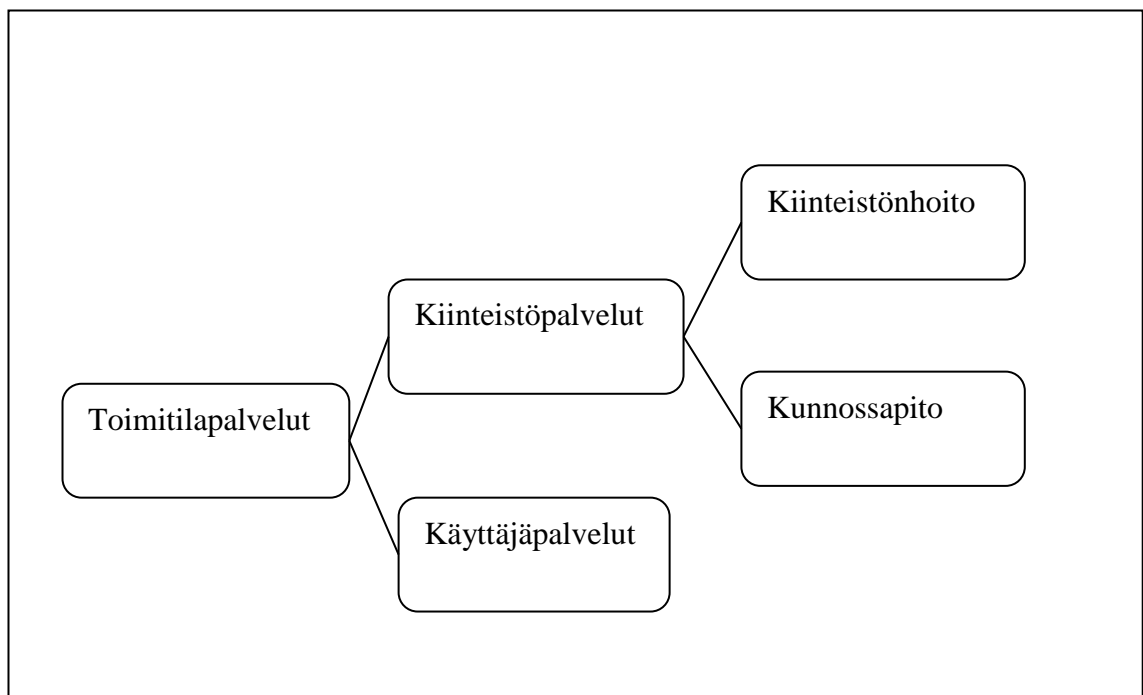 Toimitilapalvelut
Kiinteistöpalvelut
Käyttäjäpalvelut
Kiinteistönhoito
Kunnossapito